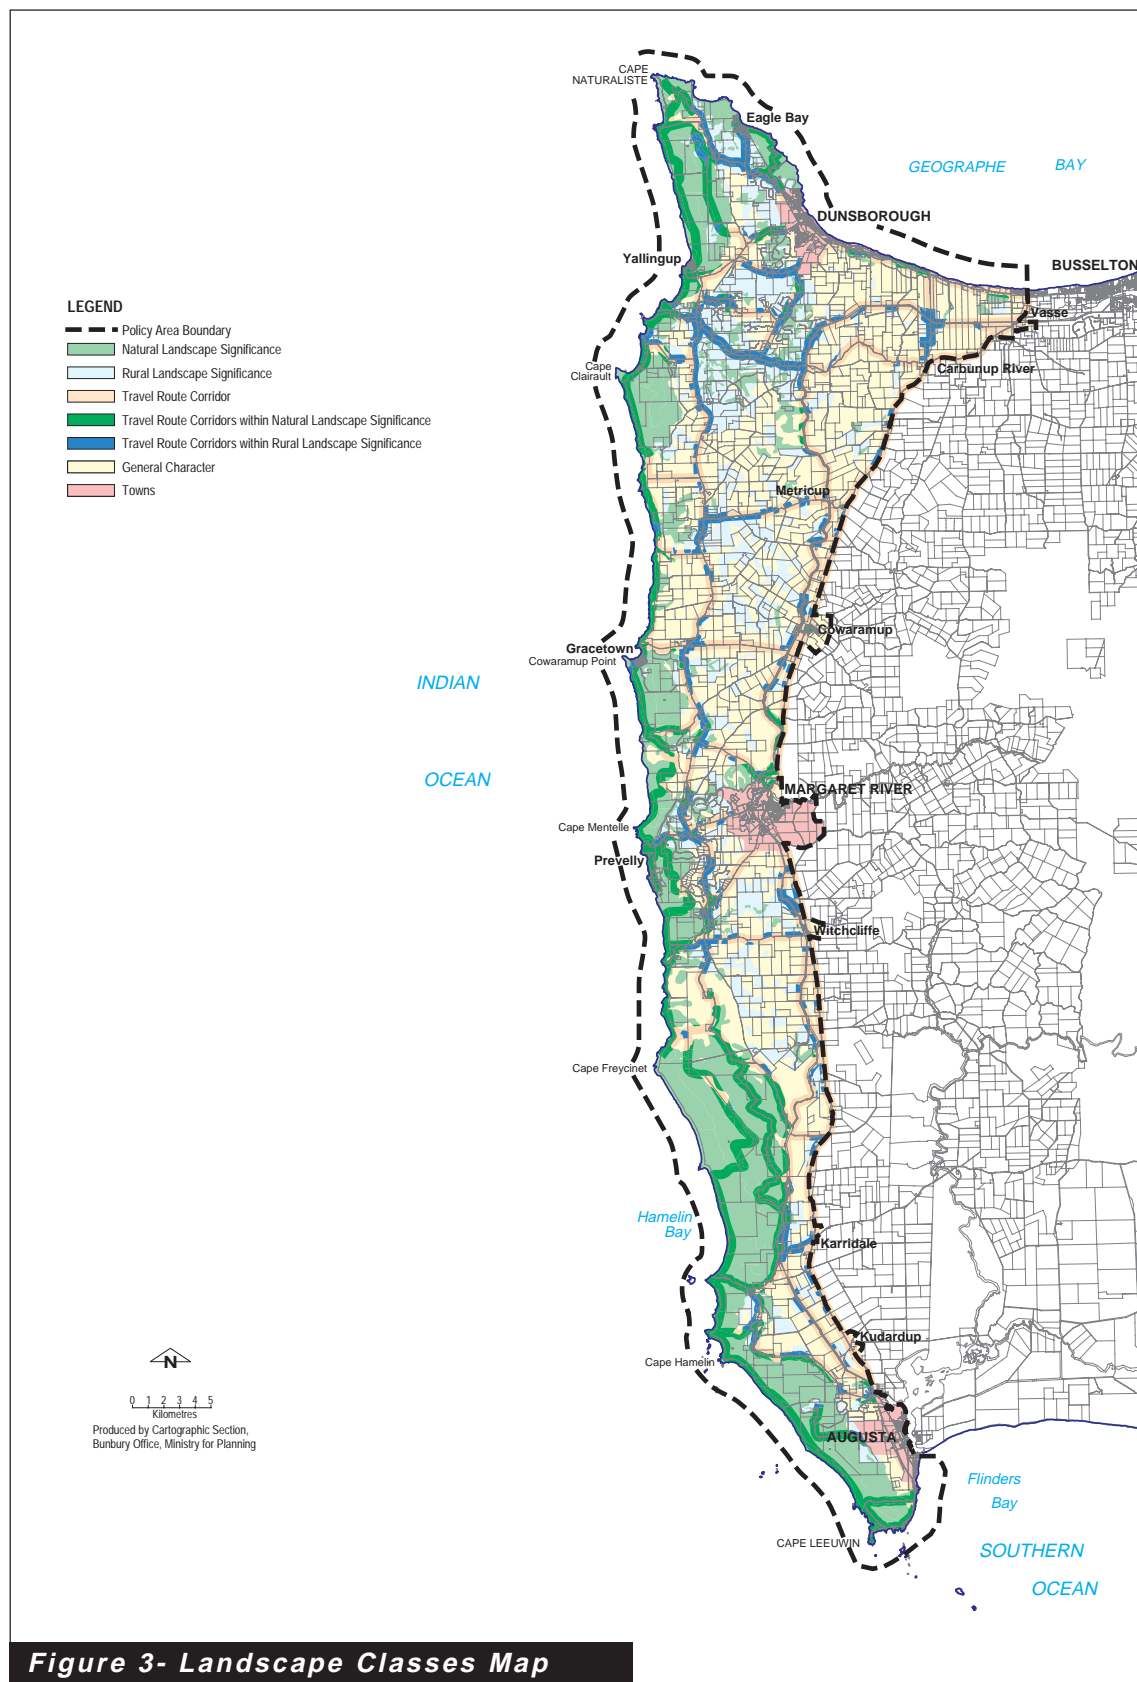 CAPE
NATURALISTE
Eagle Bay
GEOGRAPHE BAY
DUNSBOROUGH
Yallingup
BUSSELTON
LEGEND
Policy Area Boundary
Natural Landscape Significance
Rural Landscape Significance
Travel Route Corridor
Travel Route Corridors within Natural Landscape Significance
Travel Route Corridors within Rural Landscape Significance
General Character
Towns
Vasse
Cape
Clairault
Carbunup River
Metricup
Cowaramup
Gracetown
Cowaramup Point
INDIAN
OCEAN
MARGARET RIVER
Cape Mentelle
Prevelly
Witchcliffe
Cape Freycinet
Hamelin
Bay
Karridale
Kudardup
Cape Hamelin
N
0 1 2 3 4 5
Kilometres
Produced by Cartographic Section,
Bunbury Office, Ministry for Planning
AUGUSTA
Flinders
Bay
CAPE LEEUWIN
SOUTHERN
OCEAN
Figure 3- Landscape Classes Map